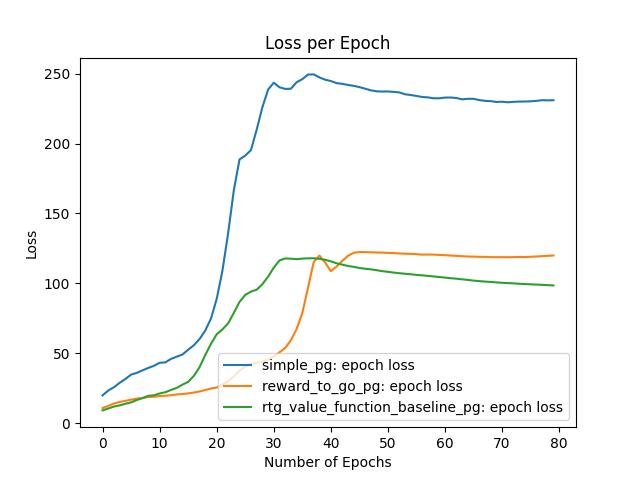 Loss per Epoch
250
200
150
100
50
0
Loss
simple_pg: epoch loss
reward_to_go_pg: epoch loss
rtg_value_function_baseline_pg: epoch loss
0 10 20 30 40 50 60 70 80
Number of Epochs